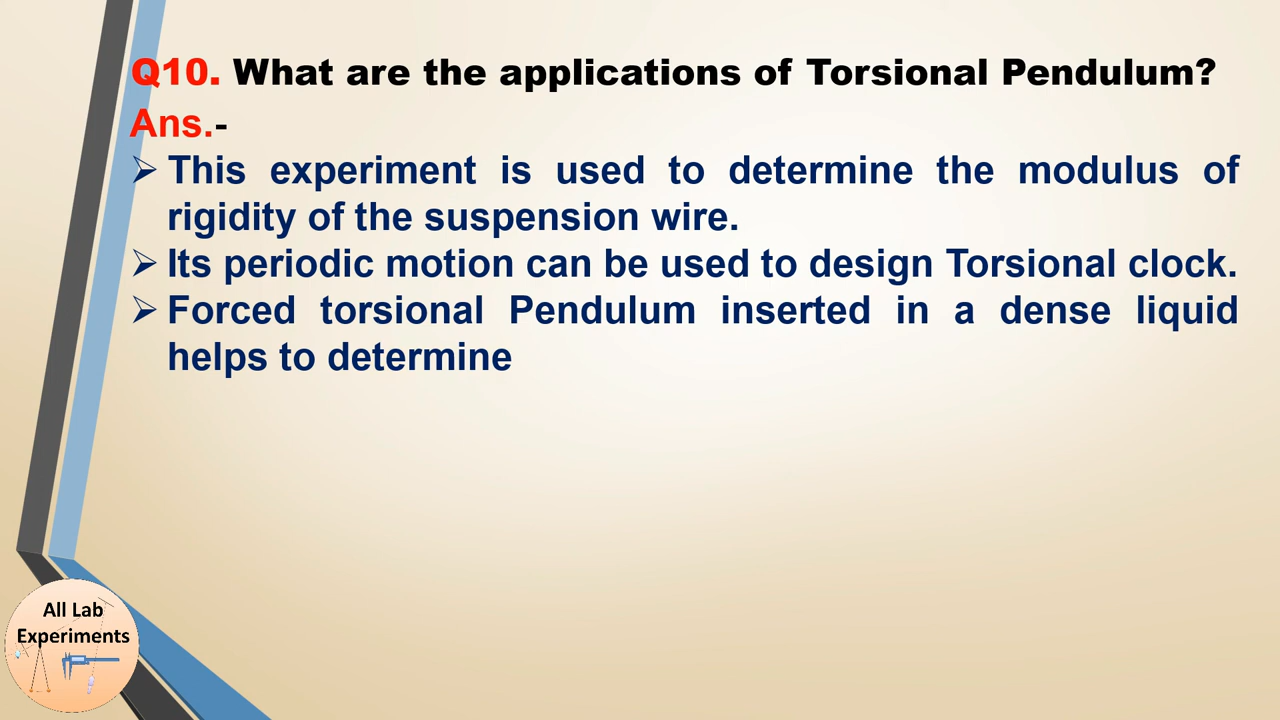 Q10. What are the applications of Torsional Pendulum?
Ans.-
➢ This experiment is used to determine the modulus of
rigidity of the suspension wire.
➢ Its periodic motion can be used to design Torsional clock.
➢ Forced torsional Pendulum inserted in a dense liquid
helps to determine
All Lab
Experiments